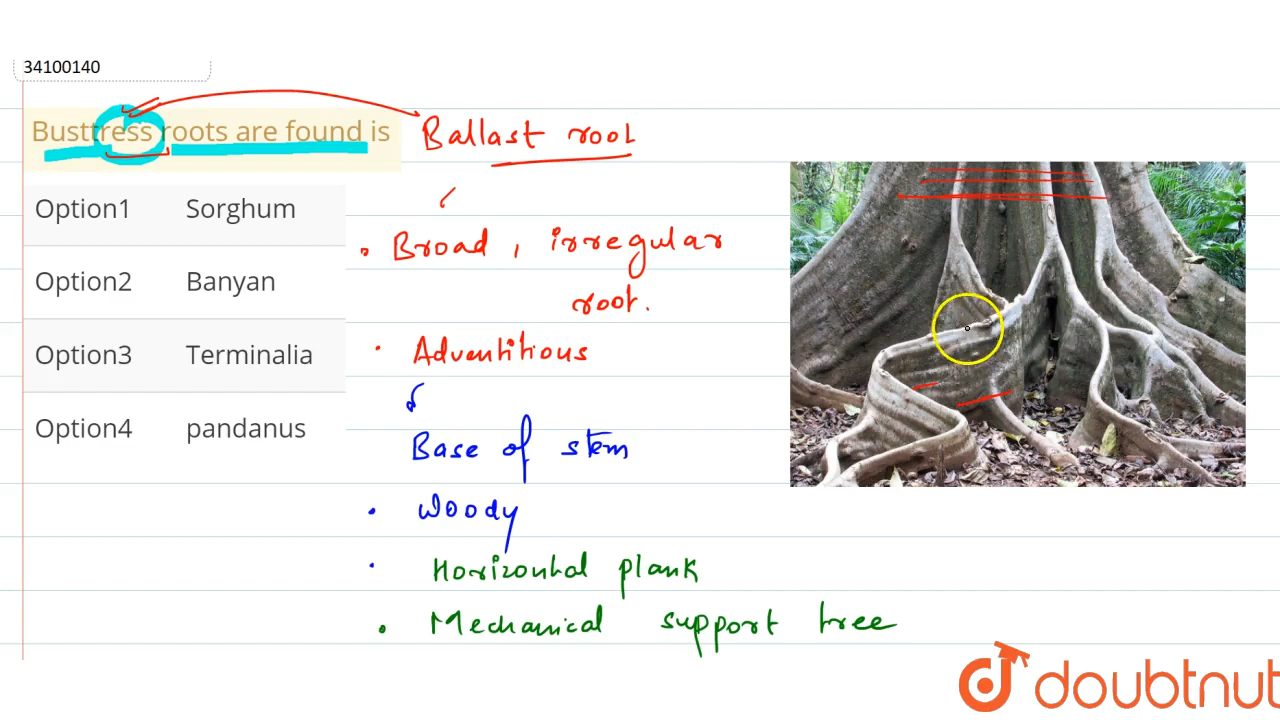 34100140
Busttress roots are found is
Ballast root
Option1 Sorghum
• Broad, irregular
root.
Option2 Banyan
Option3 Terminalia
• Adventitious
Base of stem
Option4 pandanus
• Woody
• Horizontal plank
• Mechanical support tree
doubtnut